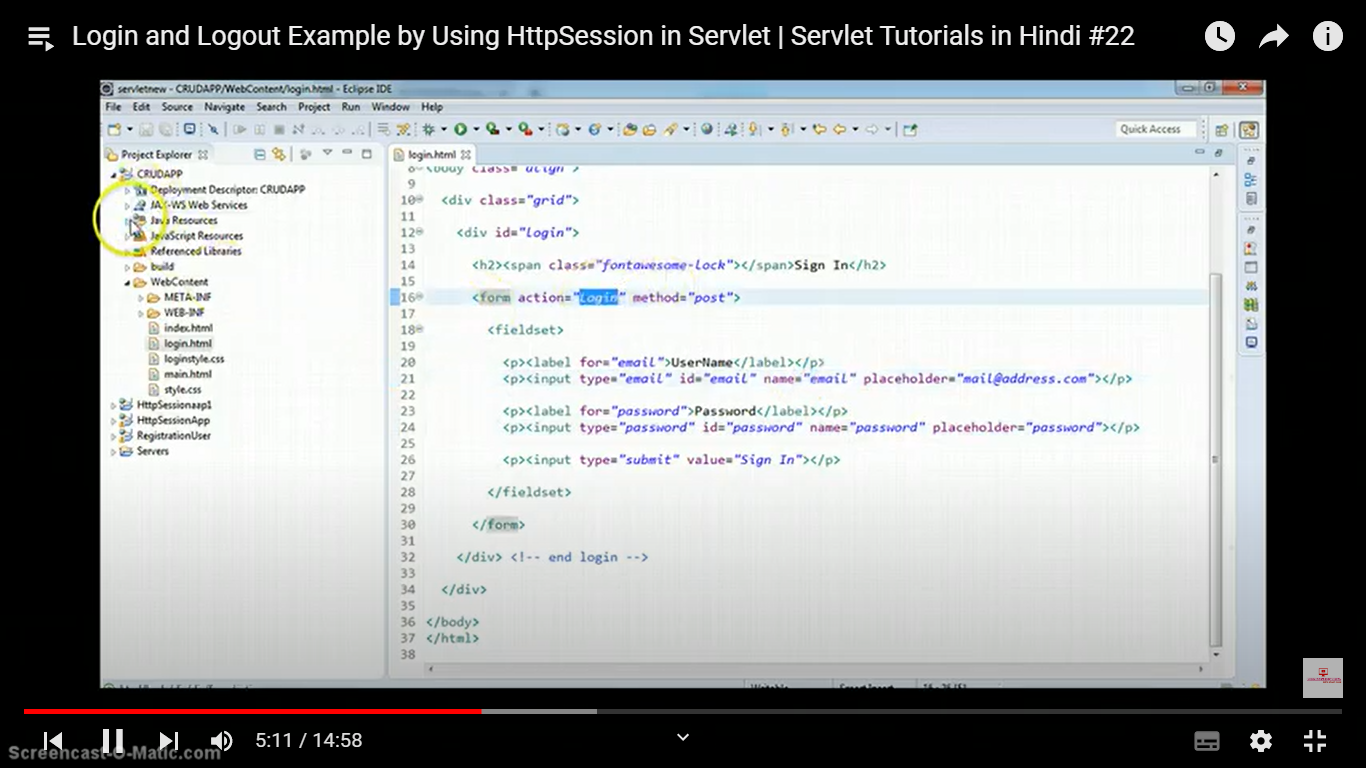 Login and Logout Example by Using HttpSession in Servlet | Servlet Tutorials in Hindi #22
servletnew - CRUDAPP/WebContent/login.html - Eclipse IDE
File Edit Source Navigate Search Project Run Window Help
Quick Access
Project Explorer
CRUDAPP
Deployment Descriptor: CRUDAPP
JAX-WS Web Services
Java Resources
JavaScript Resources
Referenced Libraries
build
WebContent
META-INF
WEB-INF
index.html
login.html
loginstyle.css
main.html
style.css
HttpSessionaap1
HttpSessionApp
RegistrationUser
Servers
login.html
8 <body class="align">
9
10 <div class="grid">
11
12 <div id="login">
13
14 <h2><span class="fontawesome-lock"></span>Sign In</h2>
15
16 <form action="Login" method="post">
17
18 <fieldset>
19
20 <p><label for="email">UserName</label></p>
21 <p><input type="email" id="email" name="email" placeholder="mail@address.com"></p>
22
23 <p><label for="password">Password</label></p>
24 <p><input type="password" id="password" name="password" placeholder="password"></p>
25
26 <p><input type="submit" value="Sign In"></p>
27
28 </fieldset>
29
30 </form>
31
32 </div> <!-- end login -->
33
34 </div>
35
36 </body>
37 </html>
38
5:11 / 14:58
Screencast-O-Matic.com